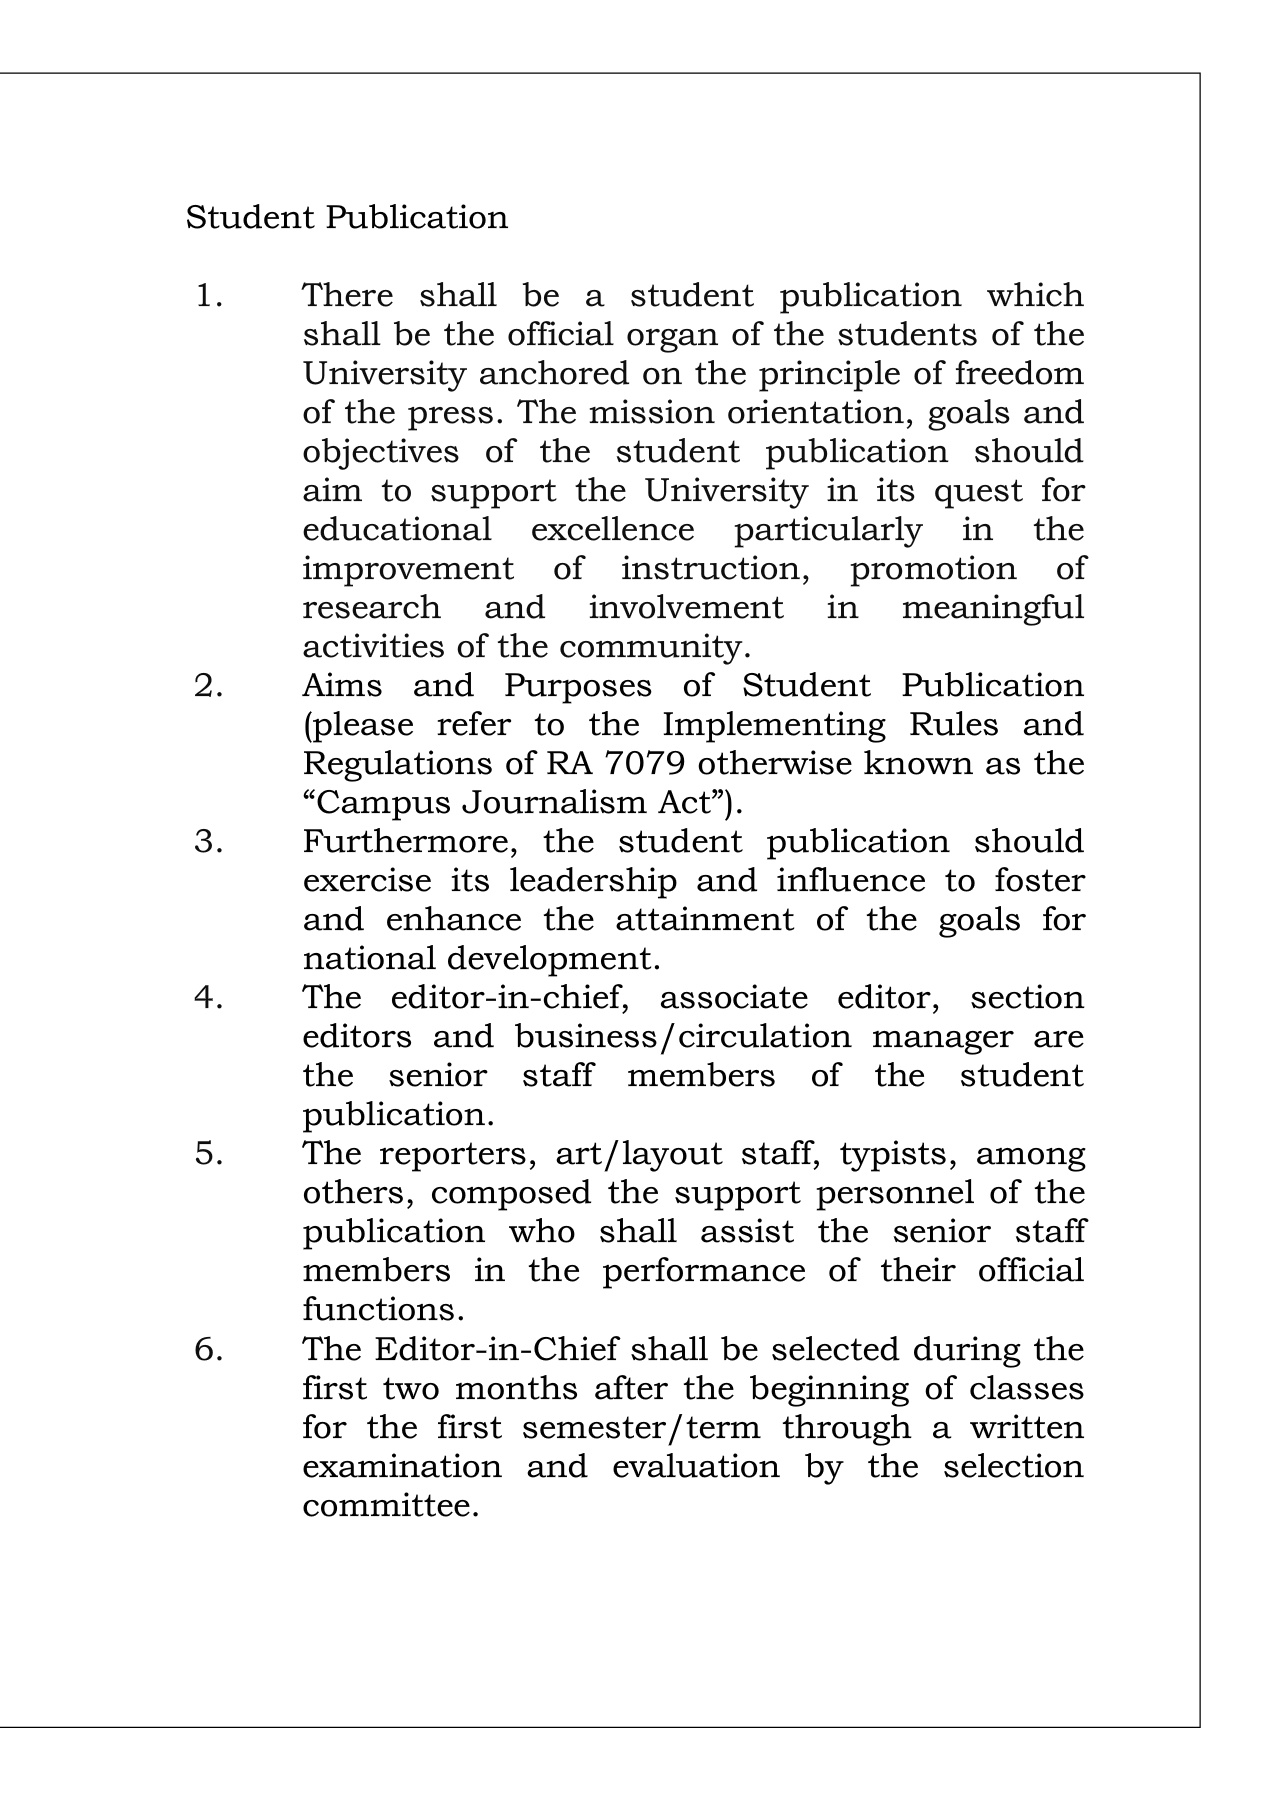 Student Publication
1. There shall be a student publication which
shall be the official organ of the students of the
University anchored on the principle of freedom
of the press. The mission orientation, goals and
objectives of the student publication should
aim to support the University in its quest for
educational excellence particularly in the
improvement of instruction, promotion of
research and involvement in meaningful
activities of the community.
2. Aims and Purposes of Student Publication
(please refer to the Implementing Rules and
Regulations of RA 7079 otherwise known as the
“Campus Journalism Act”).
3. Furthermore, the student publication should
exercise its leadership and influence to foster
and enhance the attainment of the goals for
national development.
4. The editor-in-chief, associate editor, section
editors and business/circulation manager are
the senior staff members of the student
publication.
5. The reporters, art/layout staff, typists, among
others, composed the support personnel of the
publication who shall assist the senior staff
members in the performance of their official
functions.
6. The Editor-in-Chief shall be selected during the
first two months after the beginning of classes
for the first semester/term through a written
examination and evaluation by the selection
committee.